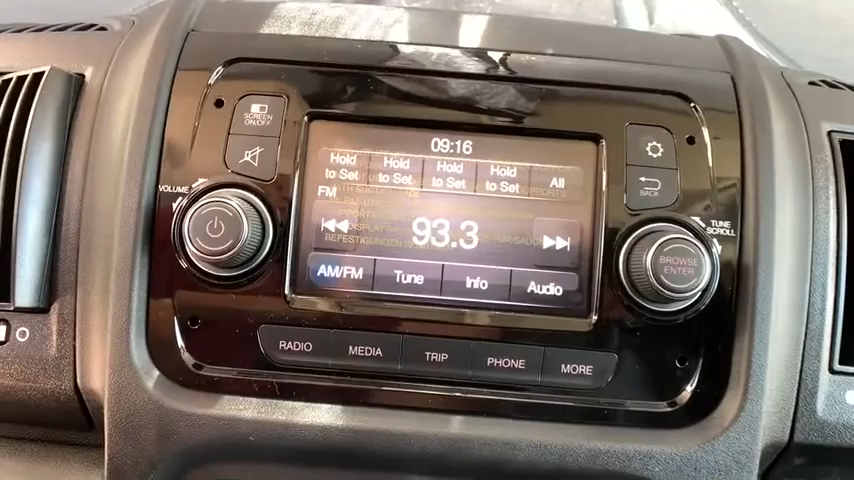 09:16
SCREEN
ON/OFF
Hold Hold Hold Hold All
to Set to Set to Set to Set
BACK
VOLUME
FM
93.3
TUNE
SCROLL
BROWSE
ENTER
AM/FM Tune Info Audio
RADIO MEDIA TRIP PHONE MORE